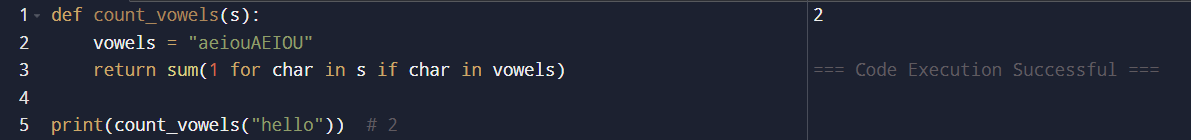 1 def count_vowels(s): 2
2     vowels = "aeiouAEIOU"
3     return sum(1 for char in s if char in vowels) === Code Execution Successful ===
4
5 print(count_vowels("hello"))  # 2